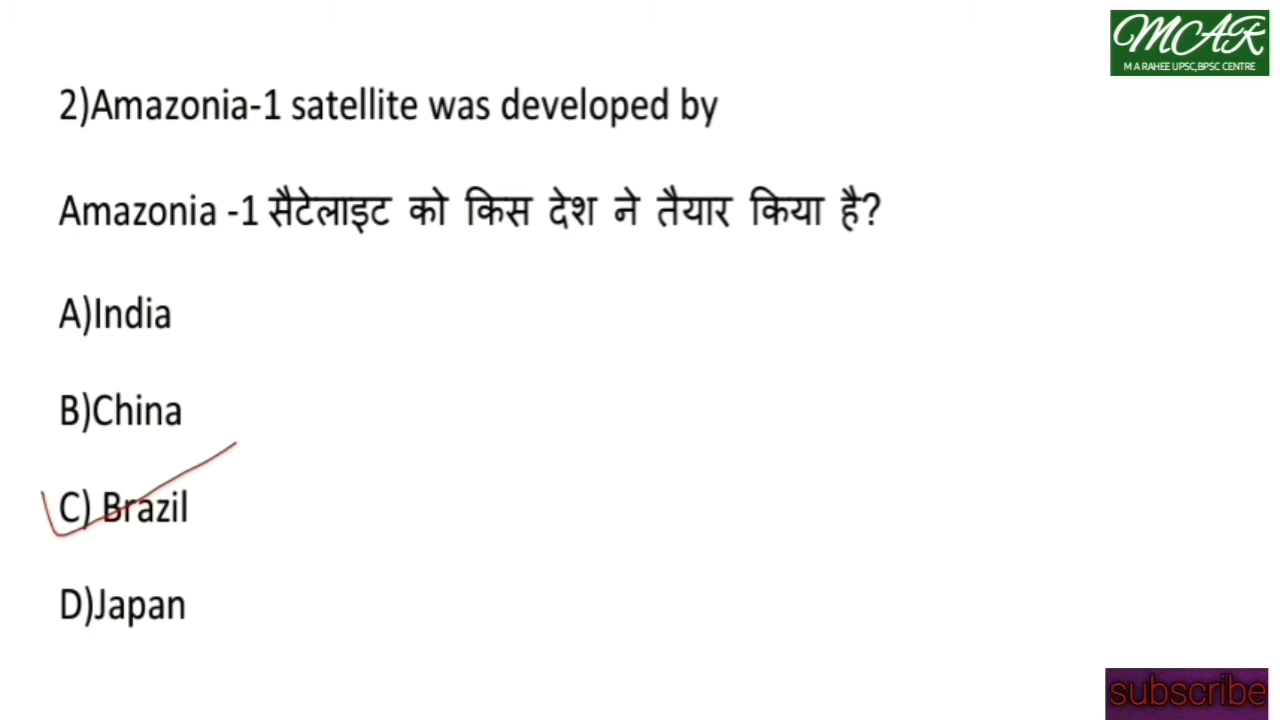 MCAR
M A RAHEE UPSC,BPSC CENTRE
2)Amazonia-1 satellite was developed by
Amazonia -1 सैटेलाइट को किस देश ने तैयार किया है?
A)India
B)China
C) Brazil
D)Japan
subscribe